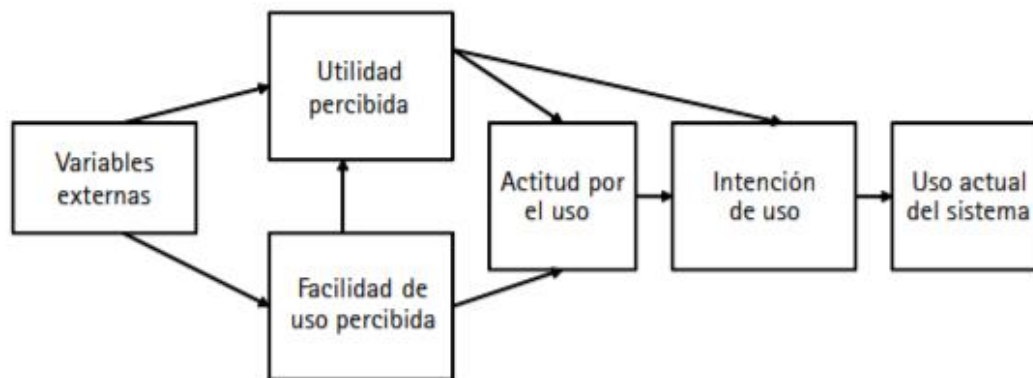 Utilidad
percibida
Variables
externas
Actitud por
el uso
Intención
de uso
Uso actual
del sistema
Facilidad de
uso percibida